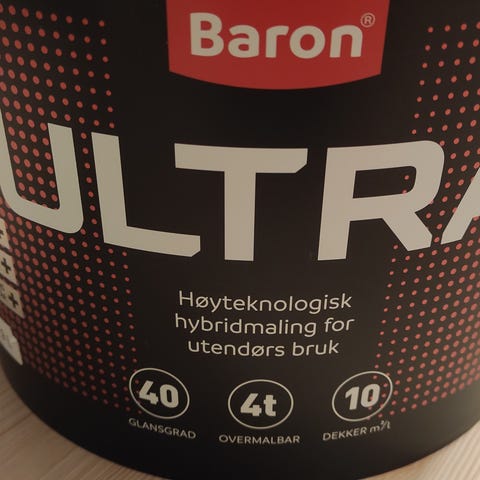 Baron®
ULTRA
Høyteknologisk
hybridmaling for
utendørs bruk
40
GLANSGRAD
4t
OVERMALBAR
10
DEKKER m²/l